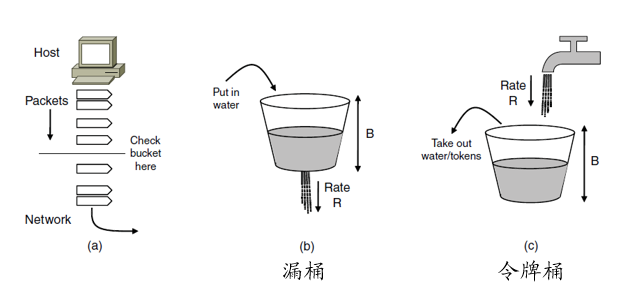 Host
Packets
Check
bucket
here
Network
(a)
Put in
water
B
Rate
R
(b)
漏桶
Rate
R
Take out
water/tokens
B
(c)
令牌桶